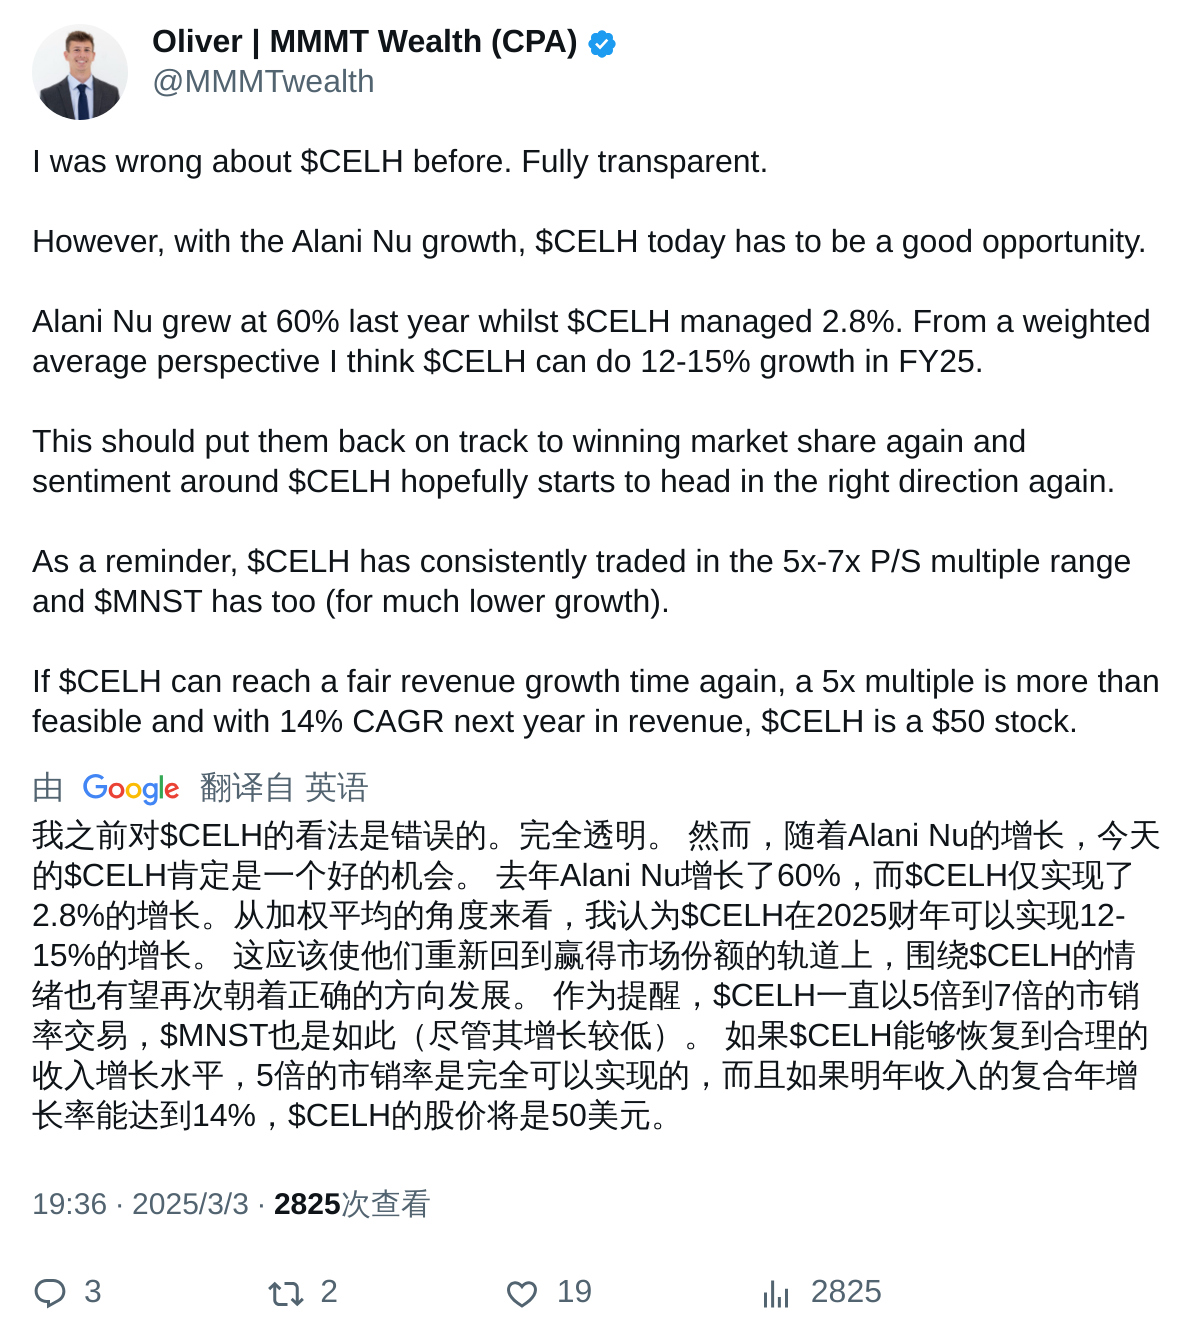 Oliver | MMMT Wealth (CPA)
@MMMTwealth
I was wrong about $CELH before. Fully transparent.
However, with the Alani Nu growth, $CELH today has to be a good opportunity.
Alani Nu grew at 60% last year whilst $CELH managed 2.8%. From a weighted
average perspective I think $CELH can do 12-15% growth in FY25.
This should put them back on track to winning market share again and
sentiment around $CELH hopefully starts to head in the right direction again.
As a reminder, $CELH has consistently traded in the 5x-7x P/S multiple range
and $MNST has too (for much lower growth).
If $CELH can reach a fair revenue growth time again, a 5x multiple is more than
feasible and with 14% CAGR next year in revenue, $CELH is a $50 stock.
由 Google 翻译自 英语
我之前对$CELH的看法是错误的。完全透明。 然而，随着Alani Nu的增长，今天
的$CELH肯定是一个好的机会。 去年Alani Nu增长了60%，而$CELH仅实现了
2.8%的增长。从加权平均的角度来看，我认为$CELH在2025财年可以实现12-
15%的增长。 这应该使他们重新回到赢得市场份额的轨道上，围绕$CELH的情
绪也有望再次朝着正确的方向发展。 作为提醒，$CELH一直以5倍到7倍的市销
率交易，$MNST也是如此（尽管其增长较低）。 如果$CELH能够恢复到合理的
收入增长水平，5倍的市销率是完全可以实现的，而且如果明年收入的复合年增
长率能达到14%，$CELH的股价将是50美元。
19:36 · 2025/3/3 · 2825次查看
3 2 19 2825